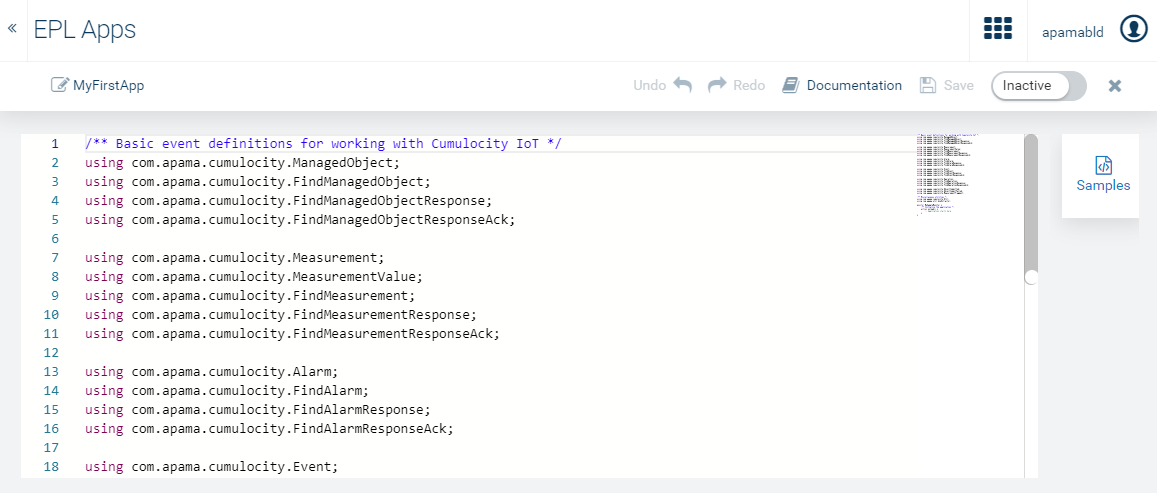 « EPL Apps apamabld
MyFirstApp Undo Redo Documentation Save Inactive
1 /** Basic event definitions for working with Cumulocity IoT */
2 using com.apama.cumulocity.ManagedObject;
3 using com.apama.cumulocity.FindManagedObject;
4 using com.apama.cumulocity.FindManagedObjectResponse;
5 using com.apama.cumulocity.FindManagedObjectResponseAck;
6
7 using com.apama.cumulocity.Measurement;
8 using com.apama.cumulocity.MeasurementValue;
9 using com.apama.cumulocity.FindMeasurement;
10 using com.apama.cumulocity.FindMeasurementResponse;
11 using com.apama.cumulocity.FindMeasurementResponseAck;
12
13 using com.apama.cumulocity.Alarm;
14 using com.apama.cumulocity.FindAlarm;
15 using com.apama.cumulocity.FindAlarmResponse;
16 using com.apama.cumulocity.FindAlarmResponseAck;
17
18 using com.apama.cumulocity.Event;
Samples